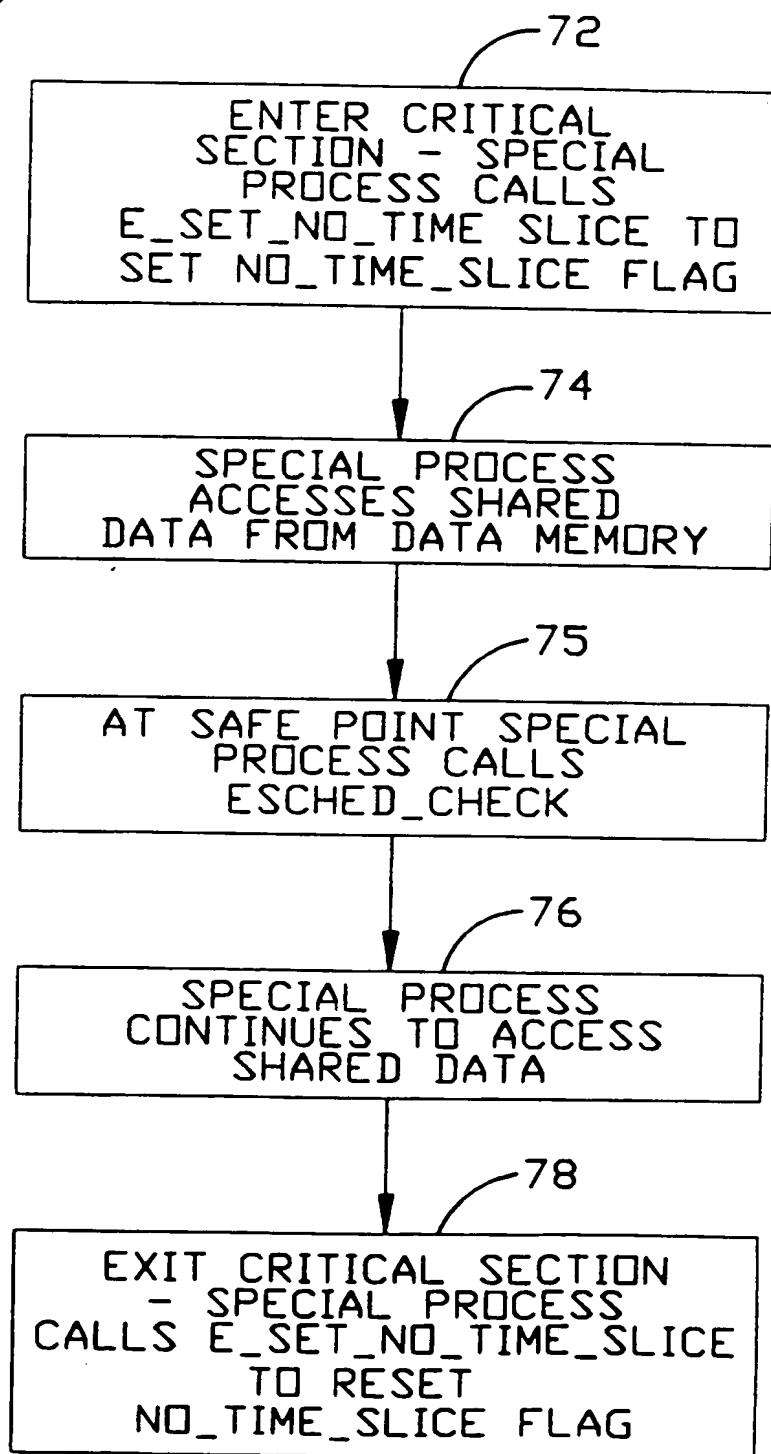 72
ENTER CRITICAL
SECTION - SPECIAL
PROCESS CALLS
E_SET_NO_TIME SLICE TO
SET NO_TIME_SLICE FLAG
74
SPECIAL PROCESS
ACCESSES SHARED
DATA FROM DATA MEMORY
75
AT SAFE POINT SPECIAL
PROCESS CALLS
ESCHED_CHECK
76
SPECIAL PROCESS
CONTINUES TO ACCESS
SHARED DATA
78
EXIT CRITICAL SECTION
- SPECIAL PROCESS
CALLS E_SET_NO_TIME_SLICE
TO RESET
NO_TIME_SLICE FLAG